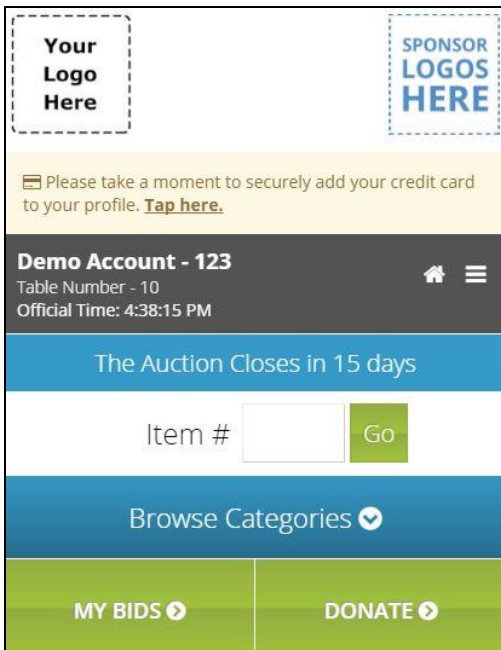 Your
Logo
Here
SPONSOR
LOGOS
HERE
Please take a moment to securely add your credit card
to your profile. Tap here.
Demo Account - 123
Table Number - 10
Official Time: 4:38:15 PM
The Auction Closes in 15 days
Item # Go
Browse Categories
MY BIDS DONATE